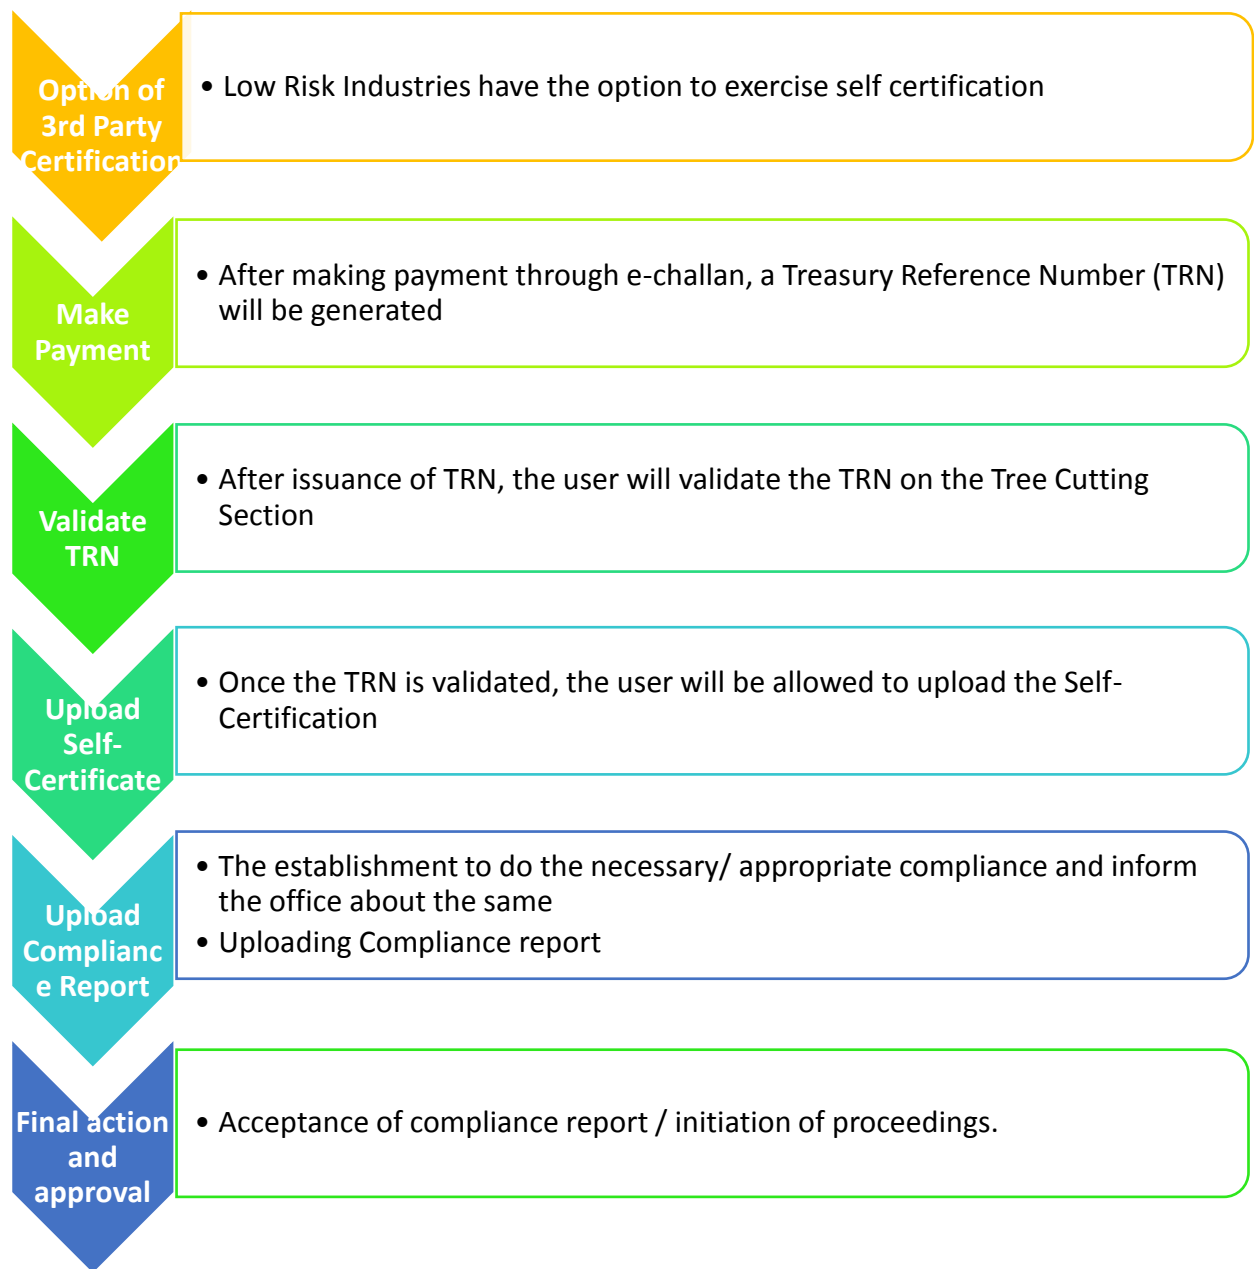 Option of
3rd Party
Certification
• Low Risk Industries have the option to exercise self certification
Make
Payment
• After making payment through e-challan, a Treasury Reference Number (TRN)
will be generated
Validate
TRN
• After issuance of TRN, the user will validate the TRN on the Tree Cutting
Section
Upload
Self-
Certificate
• Once the TRN is validated, the user will be allowed to upload the Self-
Certification
Upload
Complianc
e Report
• The establishment to do the necessary/ appropriate compliance and inform
the office about the same
• Uploading Compliance report
Final action
and
approval
• Acceptance of compliance report / initiation of proceedings.